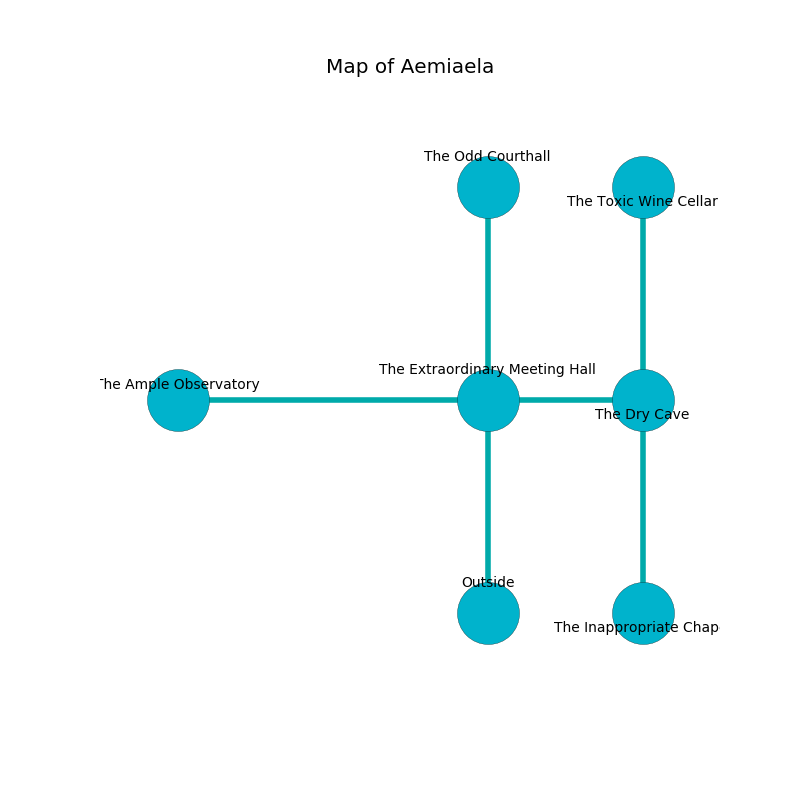 Map of Aemiaela
The Odd Courthall
The Toxic Wine Cellar
The Extraordinary Meeting Hall
The Ample Observatory
The Dry Cave
Outside
The Inappropriate Chap